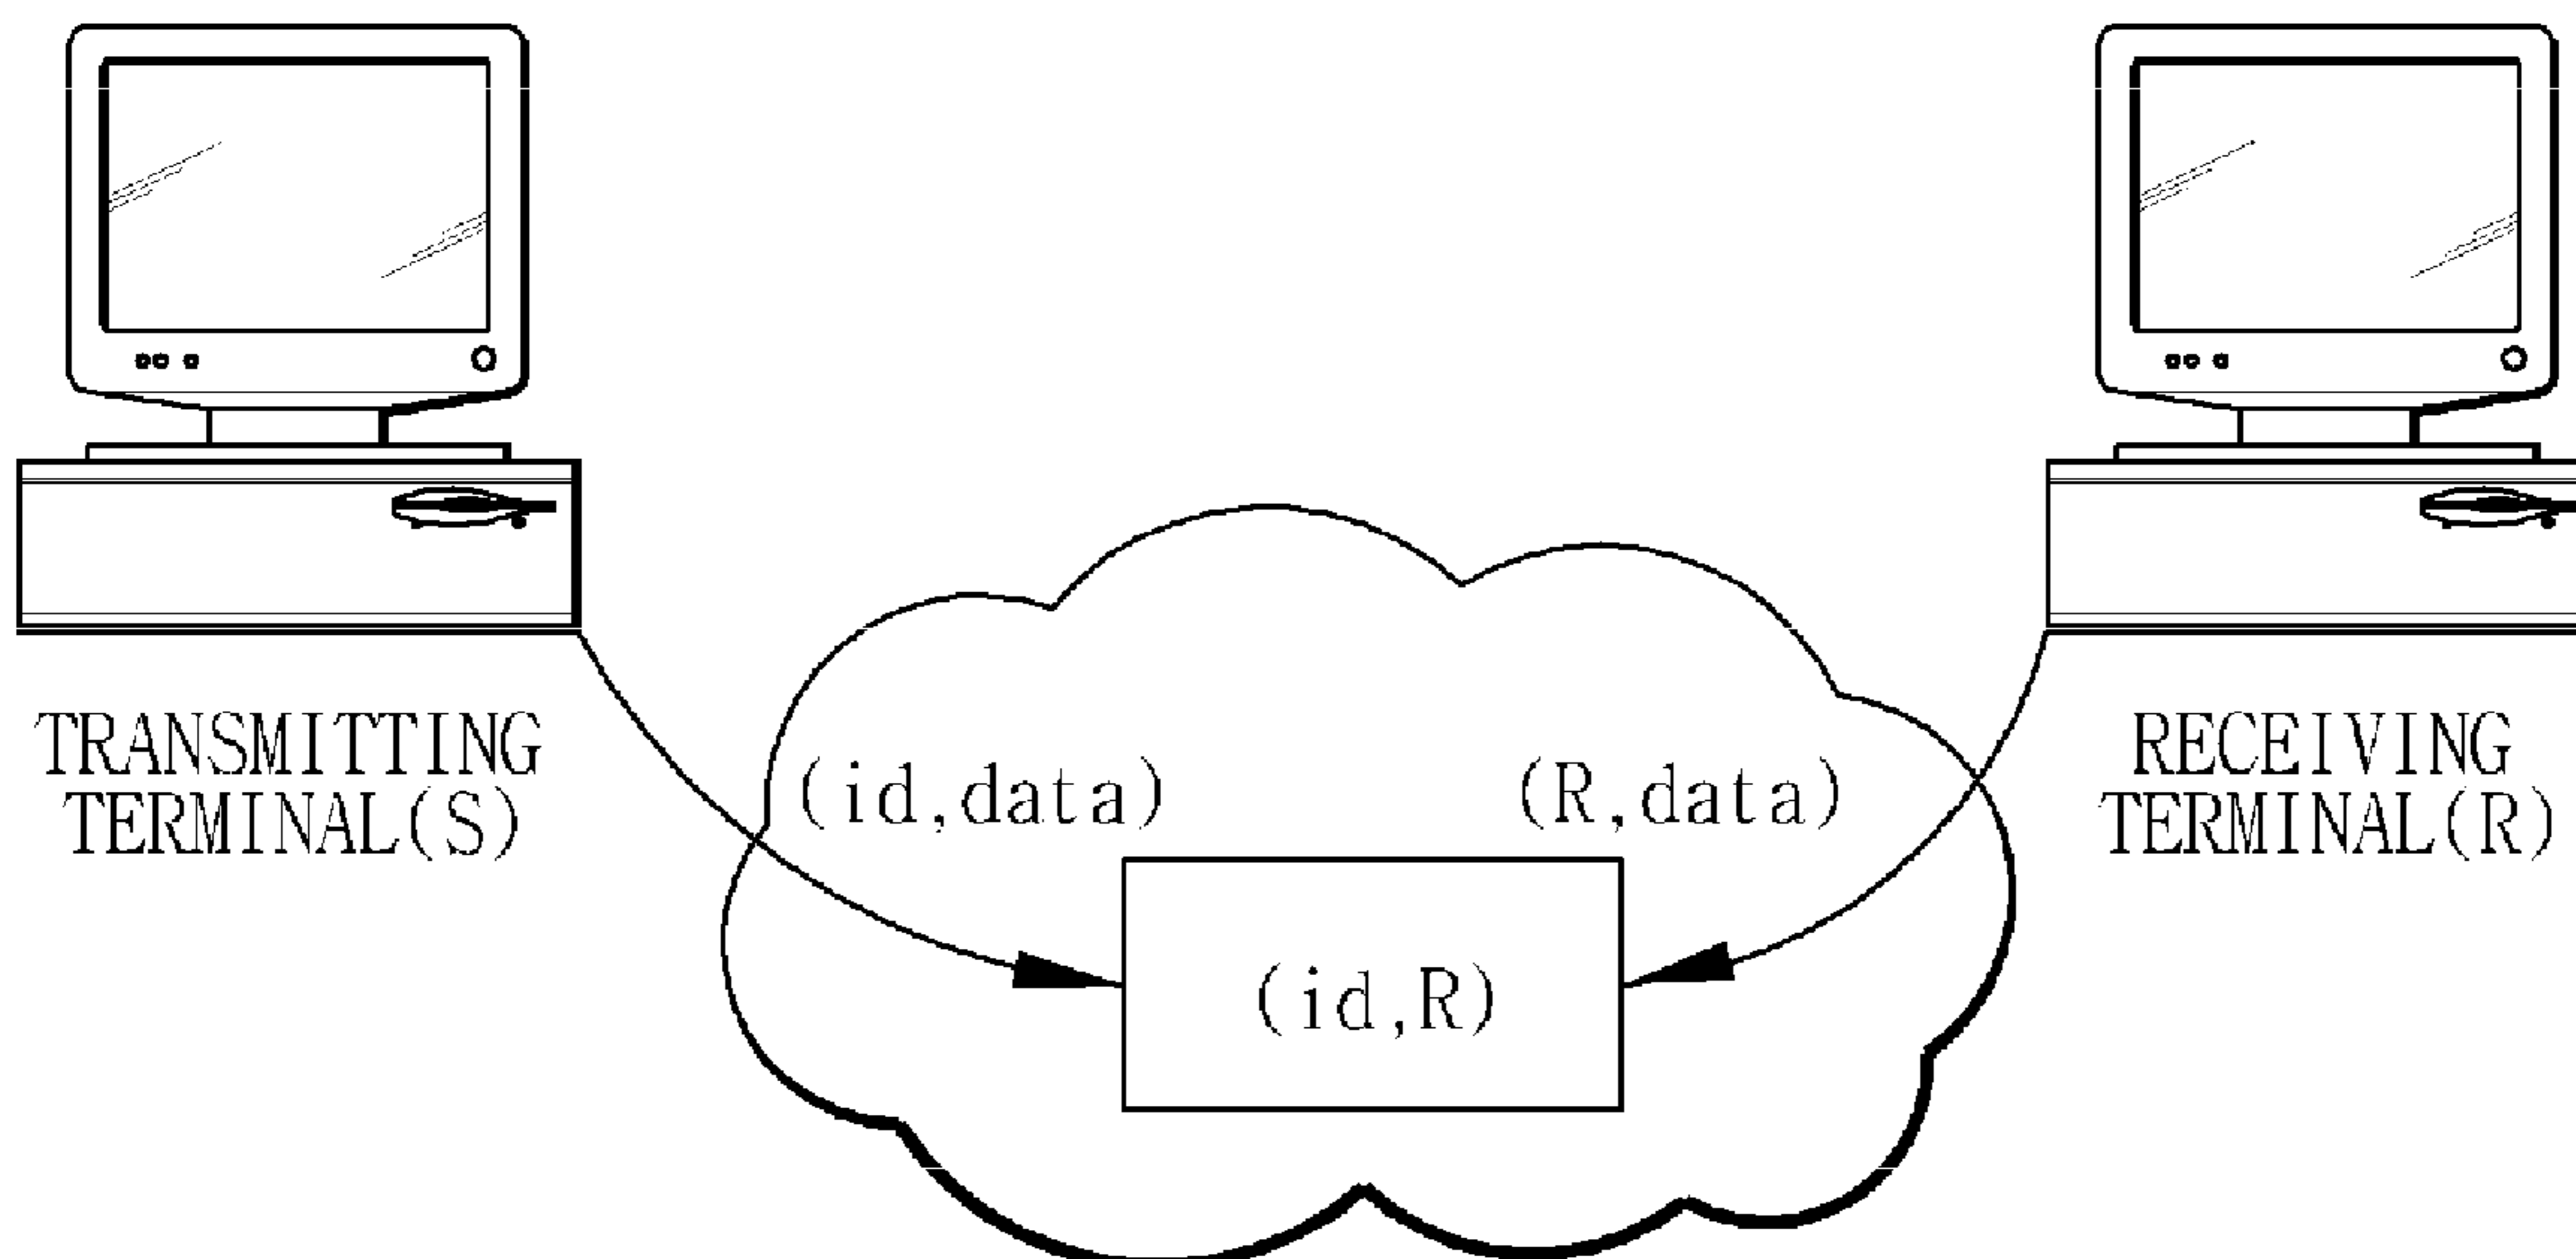 TRANSMITTING
TERMINAL(S)
(id,data)
(R,data)
RECEIVING
TERMINAL(R)
(id,R)